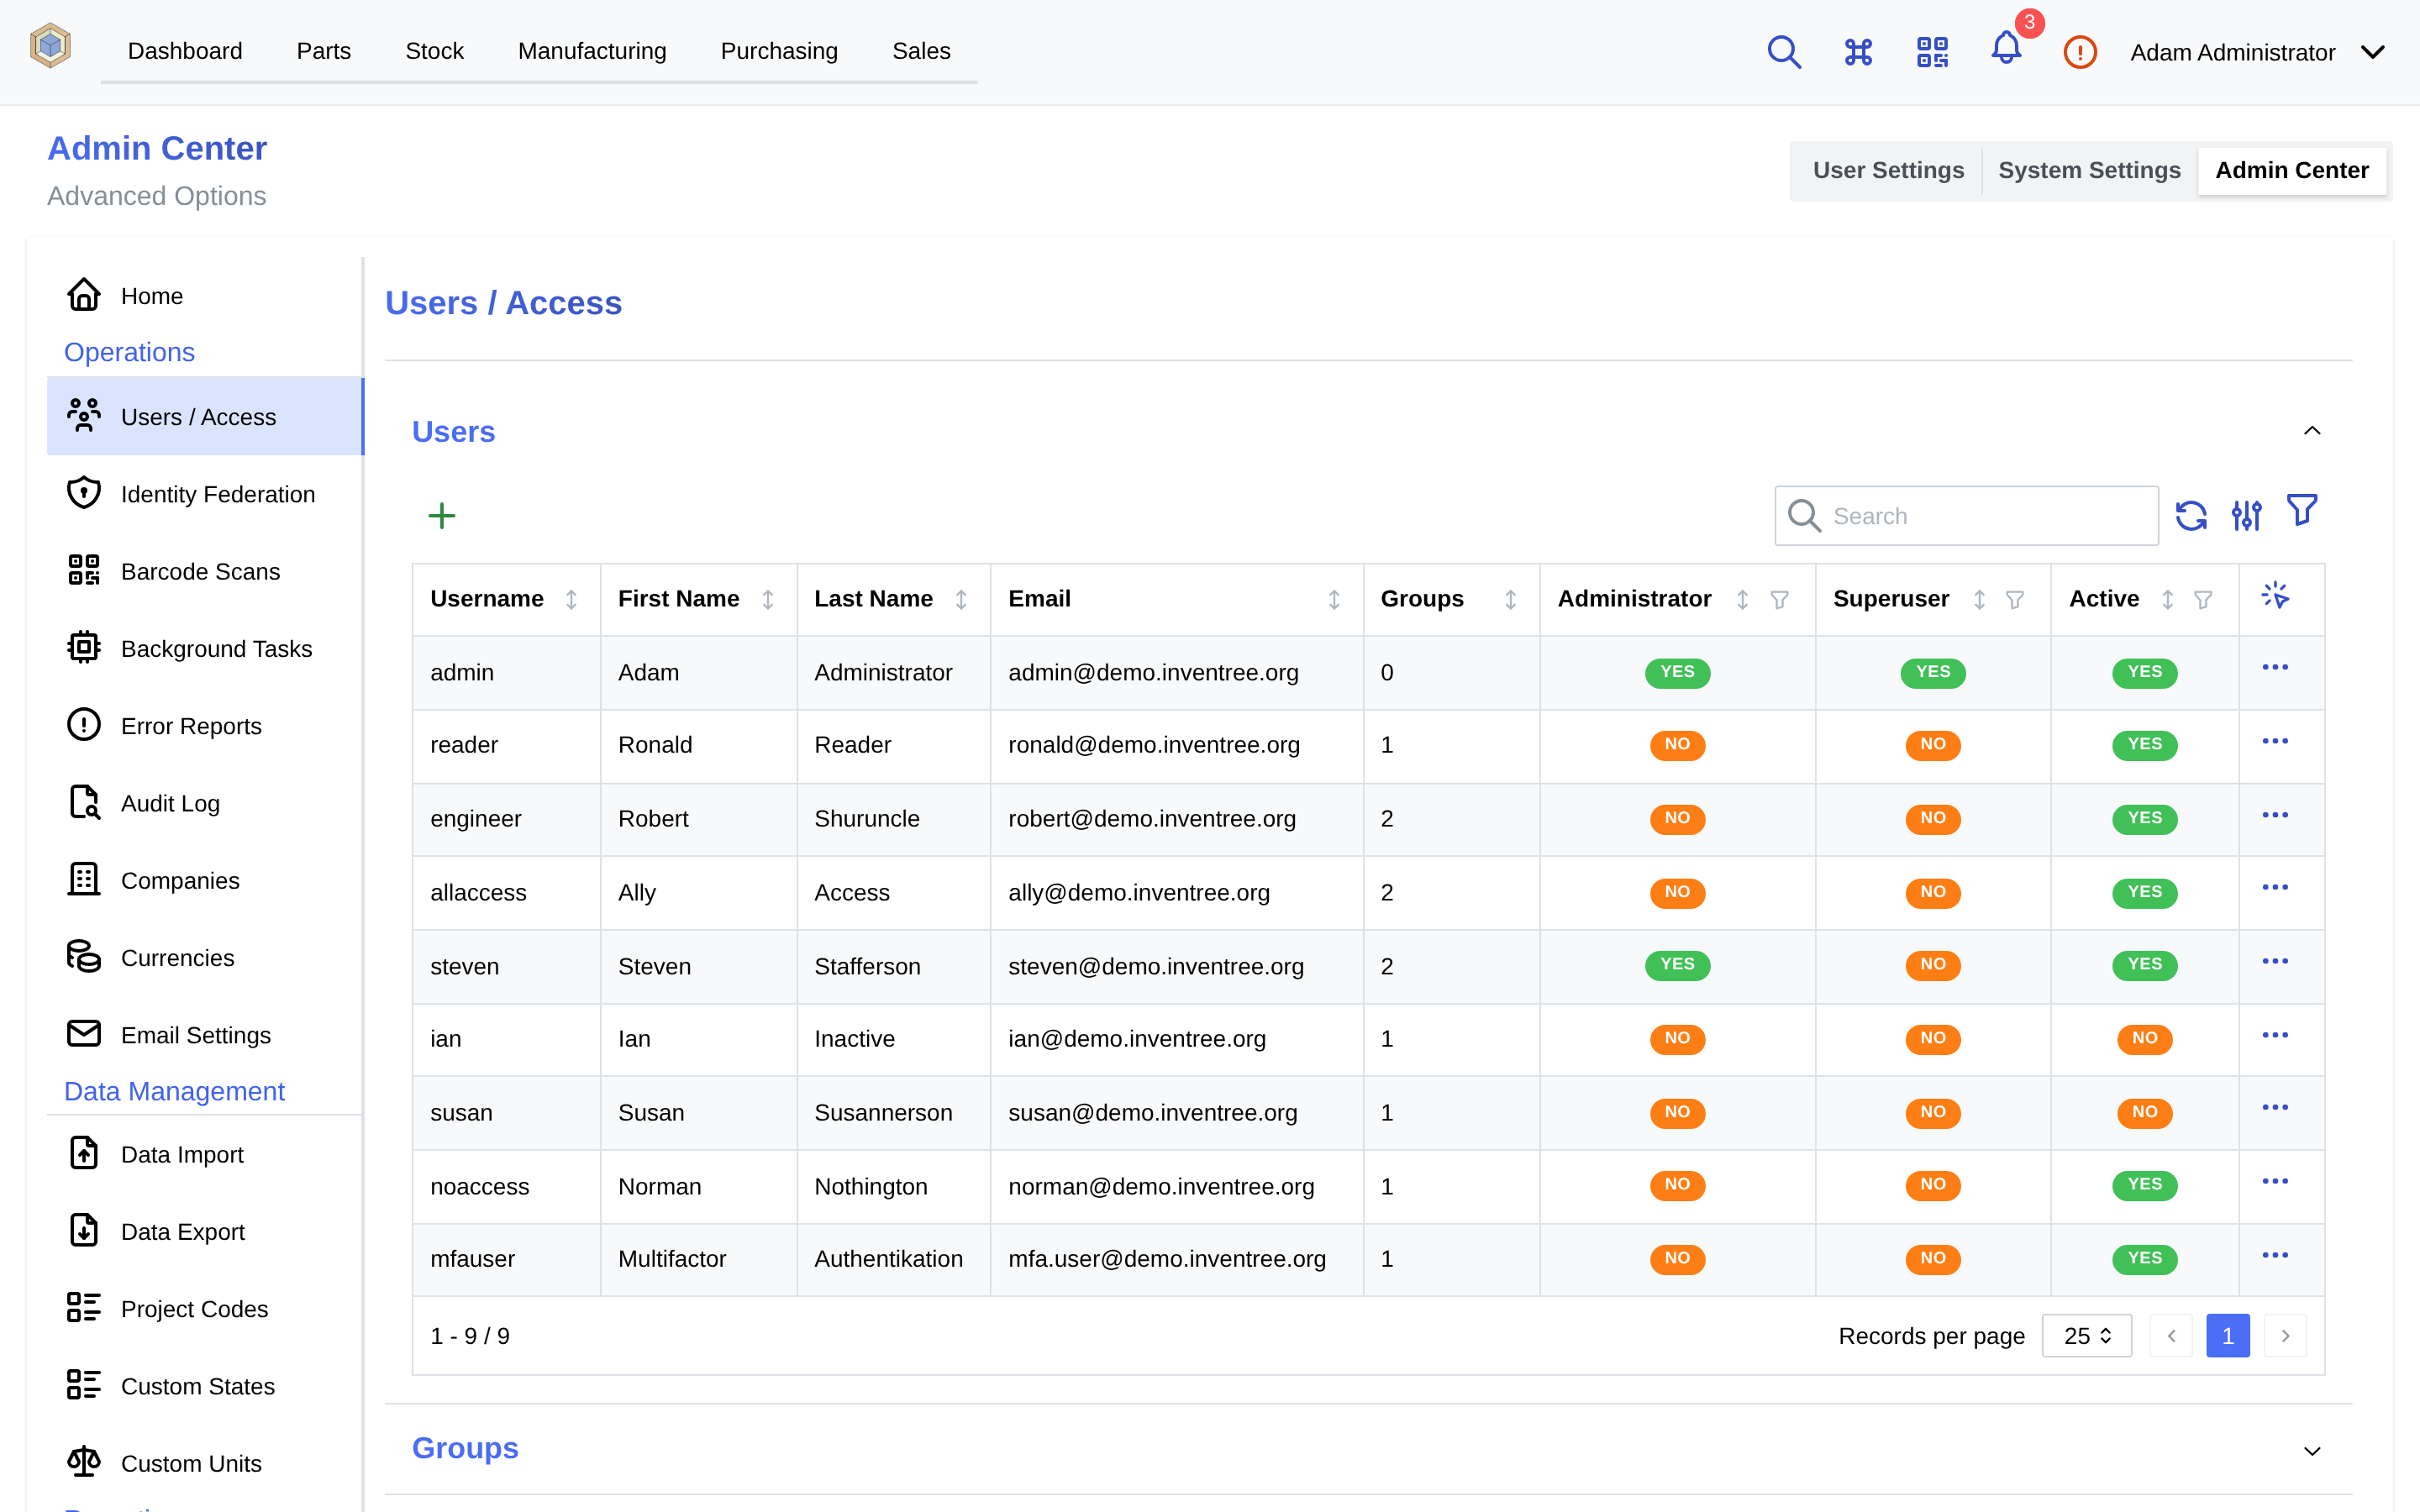 Dashboard Parts Stock Manufacturing Purchasing Sales 3 Adam Administrator
Admin Center
Advanced Options
User Settings System Settings Admin Center
Home
Operations
Users / Access
Identity Federation
Barcode Scans
Background Tasks
Error Reports
Audit Log
Companies
Currencies
Email Settings
Data Management
Data Import
Data Export
Project Codes
Custom States
Custom Units
Users / Access
Users
Search
Username First Name Last Name Email Groups Administrator Superuser Active
admin Adam Administrator admin@demo.inventree.org 0 YES YES YES
reader Ronald Reader ronald@demo.inventree.org 1 NO NO YES
engineer Robert Shuruncle robert@demo.inventree.org 2 NO NO YES
allaccess Ally Access ally@demo.inventree.org 2 NO NO YES
steven Steven Stafferson steven@demo.inventree.org 2 YES NO YES
ian Ian Inactive ian@demo.inventree.org 1 NO NO NO
susan Susan Susannerson susan@demo.inventree.org 1 NO NO NO
noaccess Norman Nothington norman@demo.inventree.org 1 NO NO YES
mfauser Multifactor Authentikation mfa.user@demo.inventree.org 1 NO NO YES
1 - 9 / 9 Records per page 25 1
Groups